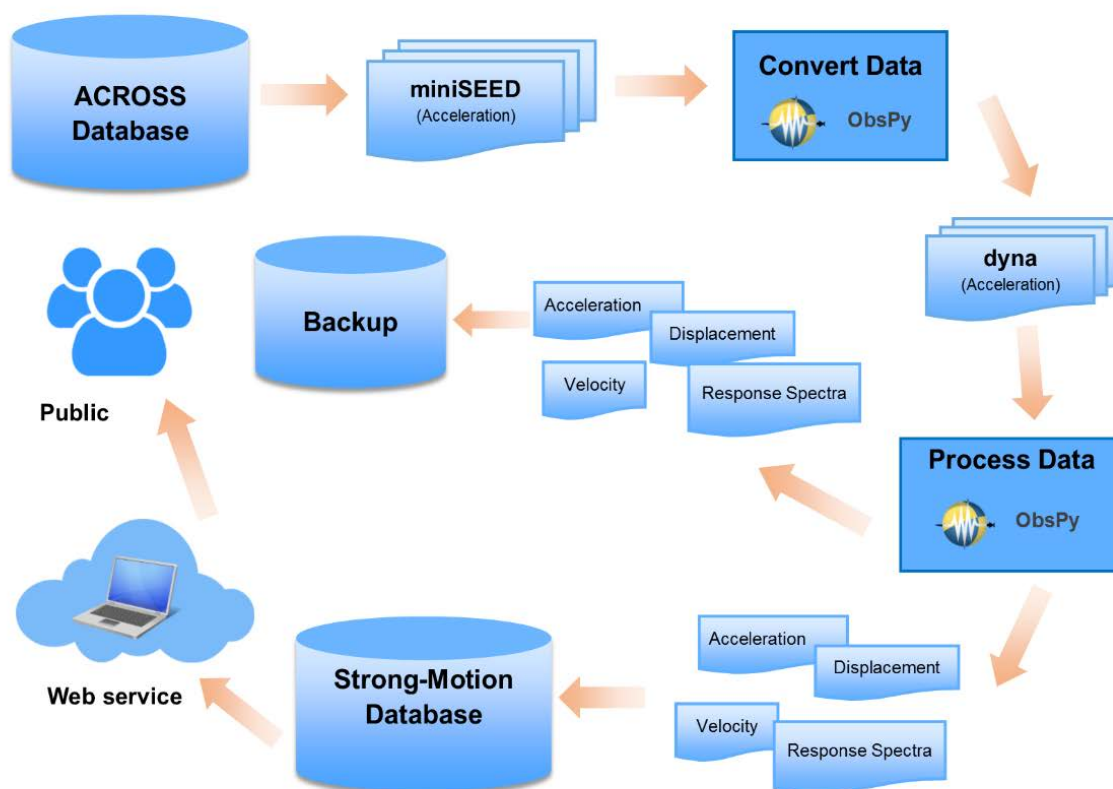 ACROSS
Database
miniSEED
(Acceleration)
Convert Data
ObsPy
dyna
(Acceleration)
Process Data
ObsPy
Acceleration
Displacement
Velocity
Response Spectra
Backup
Acceleration
Displacement
Velocity
Response Spectra
Strong-Motion
Database
Web service
Public